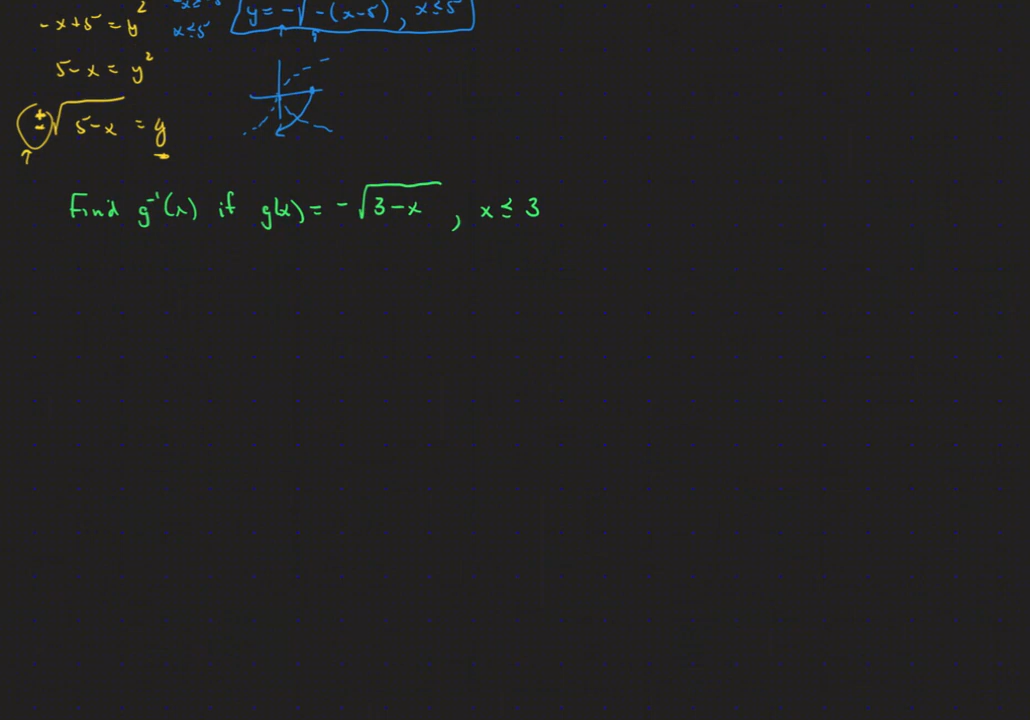 -x+5 = y²
x ≤ 5
y = -√-(x-5) , x ≤ 5
5-x = y²
±√5-x = y
Find g⁻¹(x) if g(x) = -√3-x , x ≤ 3